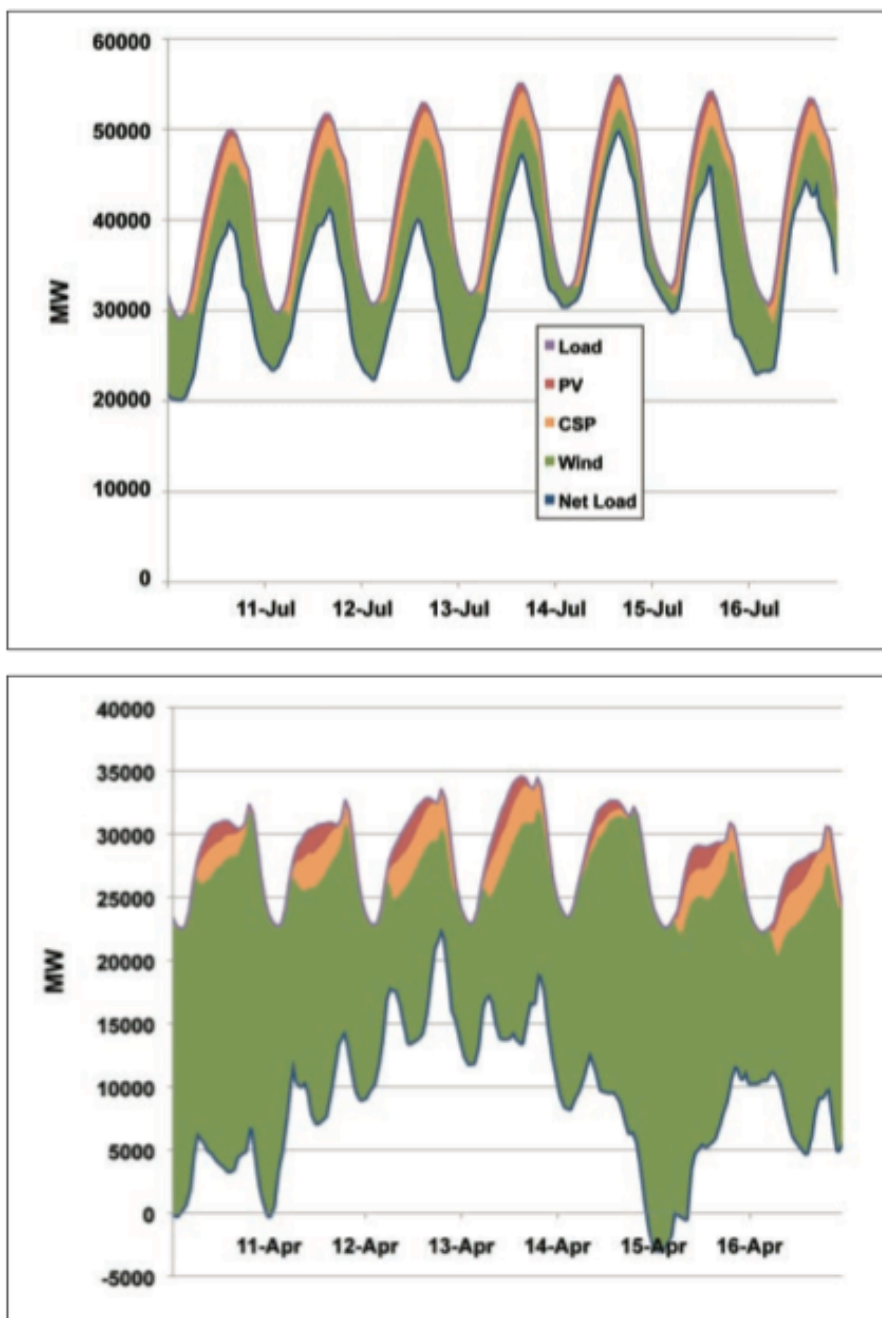 60000
50000
40000
30000
20000
10000
0
MW
Load
PV
CSP
Wind
Net Load
11-Jul 12-Jul 13-Jul 14-Jul 15-Jul 16-Jul
40000
35000
30000
25000
20000
15000
10000
5000
0
-5000
MW
11-Apr 12-Apr 13-Apr 14-Apr 15-Apr 16-Apr